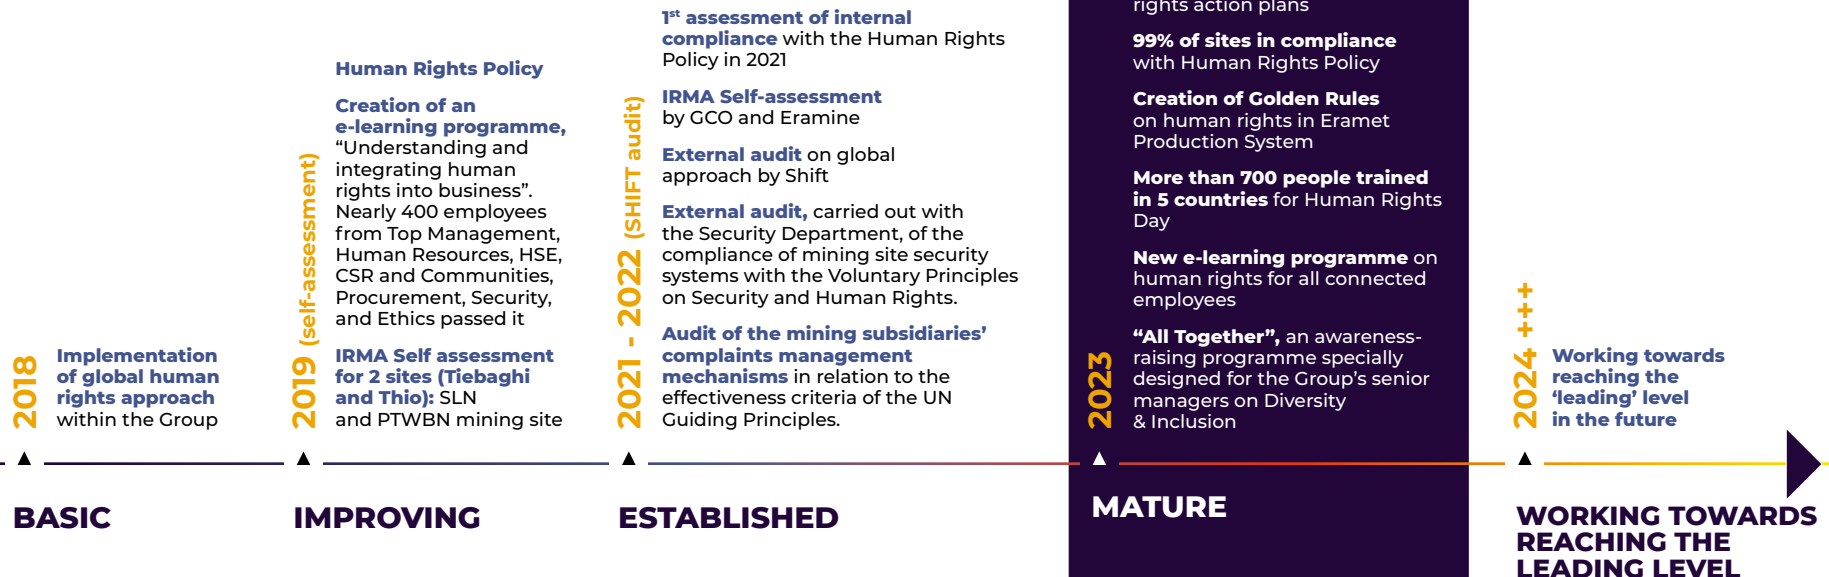 2018
Implementation
of global human
rights approach
within the Group
BASIC
2019 (self-assessment)
Human Rights Policy
Creation of an
e-learning programme,
“Understanding and
integrating human
rights into business”.
Nearly 400 employees
from Top Management,
Human Resources, HSE,
CSR and Communities,
Procurement, Security,
and Ethics passed it
IRMA Self assessment
for 2 sites (Tiebaghi
and Thio): SLN
and PTWBN mining site
IMPROVING
2021 - 2022 (SHIFT audit)
1st assessment of internal
compliance with the Human Rights
Policy in 2021
IRMA Self-assessment
by GCO and Eramine
External audit on global
approach by Shift
External audit, carried out with
the Security Department, of the
compliance of mining site security
systems with the Voluntary Principles
on Security and Human Rights.
Audit of the mining subsidiaries’
complaints management
mechanisms in relation to the
effectiveness criteria of the UN
Guiding Principles.
ESTABLISHED
2023
rights action plans
99% of sites in compliance
with Human Rights Policy
Creation of Golden Rules
on human rights in Eramet
Production System
More than 700 people trained
in 5 countries for Human Rights
Day
New e-learning programme on
human rights for all connected
employees
“All Together”, an awareness-
raising programme specially
designed for the Group’s senior
managers on Diversity
& Inclusion
MATURE
2024 +++
Working towards
reaching the
‘leading’ level
in the future
WORKING TOWARDS
REACHING THE
LEADING LEVEL